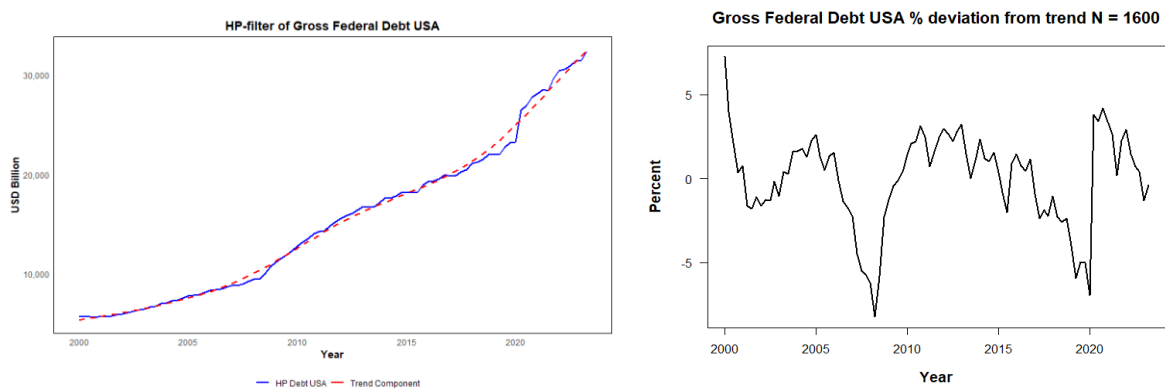 HP-filter of Gross Federal Debt USA
30,000
20,000
10,000
USD Billion
2000 2005 2010 2015 2020
Year
HP Debt USA Trend Component
Gross Federal Debt USA % deviation from trend N = 1600
5
0
-5
Percent
2000 2005 2010 2015 2020
Year